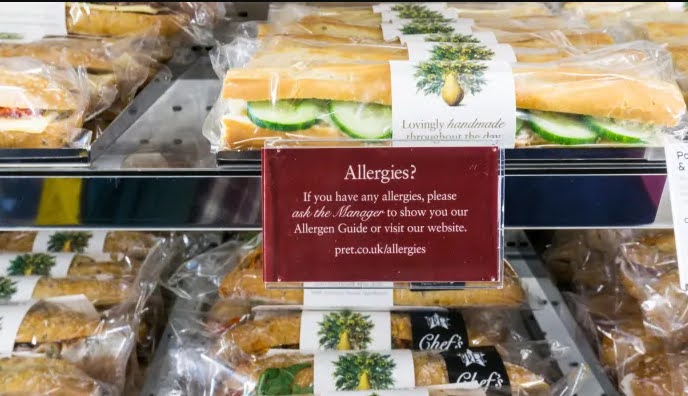 Lovingly handmade
throughout the day
Allergies?
If you have any allergies, please
ask the Manager to show you our
Allergen Guide or visit our website.
pret.co.uk/allergies
Po
&
Chef's
Chef's